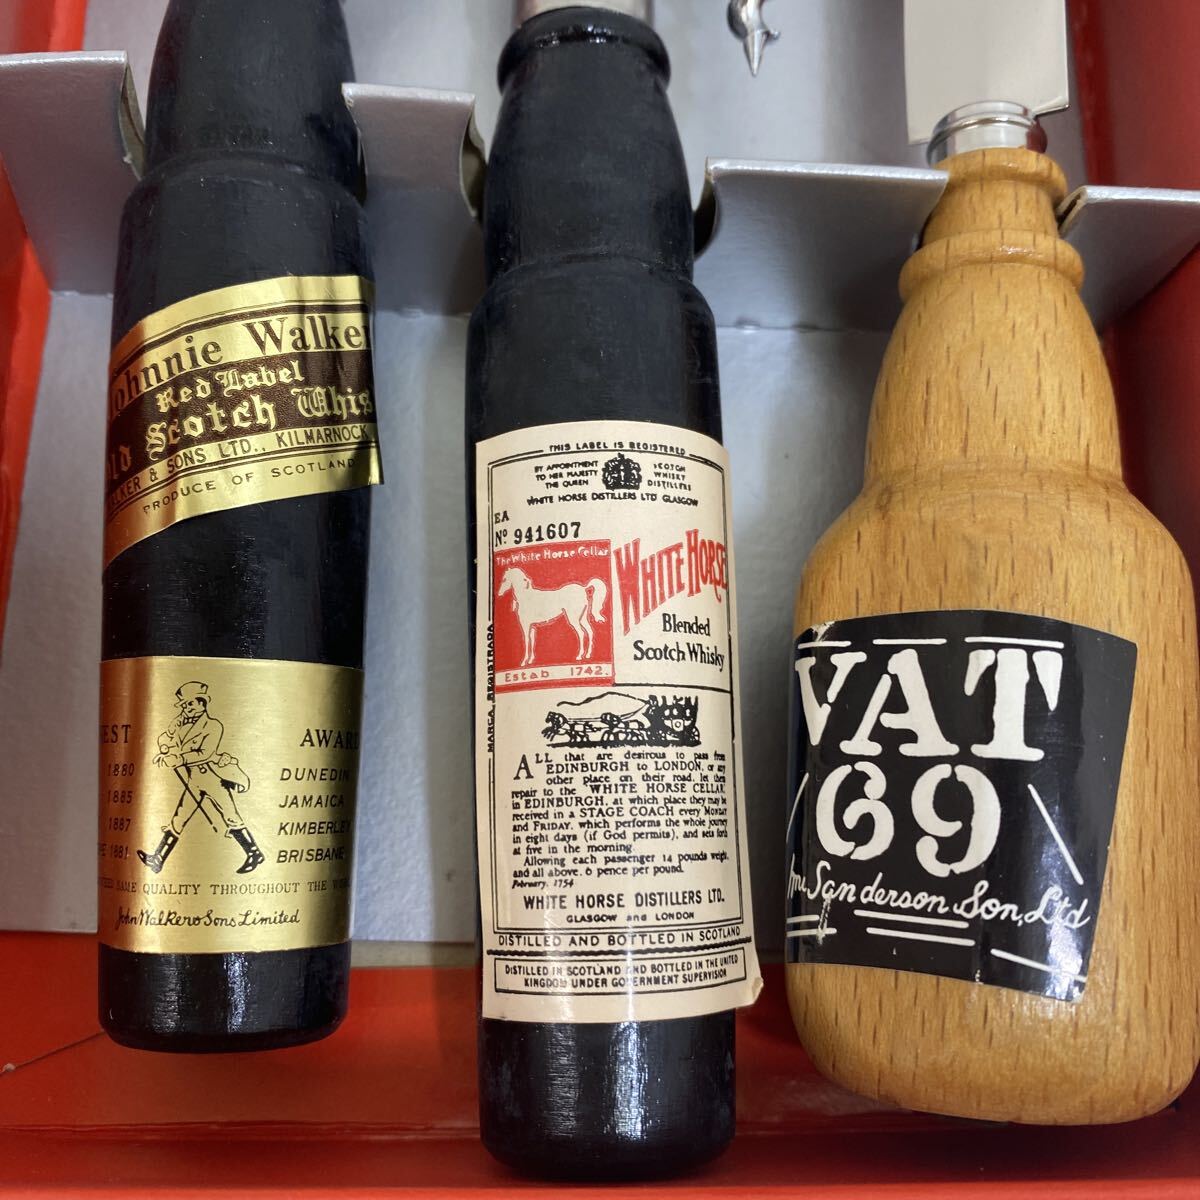 Johnnie Walker
Red Label
Old Scotch Whis
ALKER & SONS LTD., KILMARNOCK
PRODUCE OF SCOTLAND
EST AWARD
1880 DUNEDIN
1885 JAMAICA
1887 KIMBERLEY
1881 BRISBANE
SAME QUALITY THROUGHOUT THE WORL
John Walker & Sons Limited
THIS LABEL IS REGISTERED
BY APPOINTMENT
TO HER MAJESTY
THE QUEEN
SCOTCH
WHISKY
DISTILLERS
WHITE HORSE DISTILLERS LTD GLASGOW
EA
Nº 941607
The White Horse Cellar
Estab 1742.
MARCA REGISTRADA
WHITE HORSE
Blended
Scotch Whisky
ALL that are desirous to pass from
EDINBURGH to LONDON, or any
other place on their road, let them
repair to the "WHITE HORSE CELLAR"
in EDINBURGH, at which place they may be
received in a STAGE COACH every MONDAY
and FRIDAY, which performs the whole journey
in eight days (if God permits), and sets forth
at five in the morning.
Allowing each passenger 14 pounds weight,
and all above, 6 pence per pound.
February, 1754
WHITE HORSE DISTILLERS LTD.
GLASGOW and LONDON
DISTILLED AND BOTTLED IN SCOTLAND
DISTILLED IN SCOTLAND AND BOTTLED IN THE UNITED
KINGDOM UNDER GOVERNMENT SUPERVISION
VAT
69
Sanderson Son, Ltd